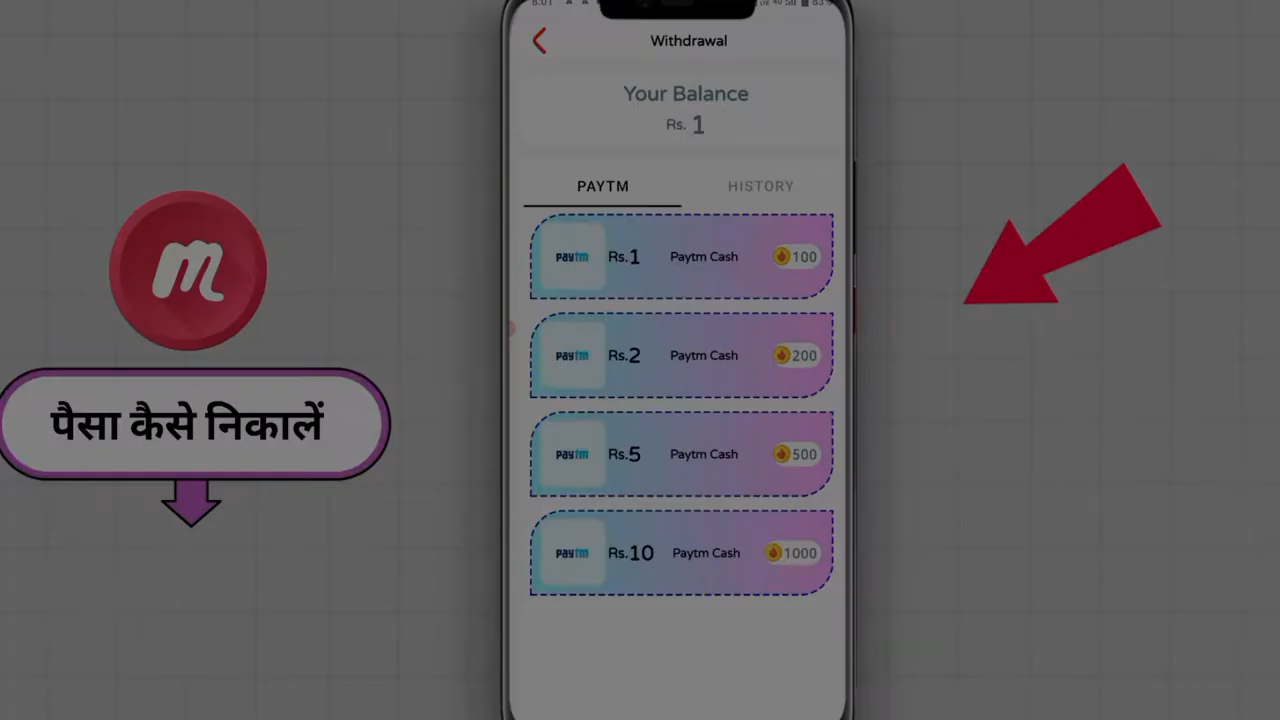 Withdrawal
Your Balance
Rs. 1
PAYTM HISTORY
paytm Rs.1 Paytm Cash 100
paytm Rs.2 Paytm Cash 200
paytm Rs.5 Paytm Cash 500
paytm Rs.10 Paytm Cash 1000
m
पैसा कैसे निकालें